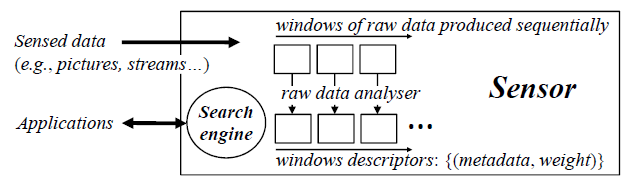 Sensed data
(e.g., pictures, streams…)
Applications
windows of raw data produced sequentially
raw data analyser
Search
engine
Sensor
...
windows descriptors: {(metadata, weight)}